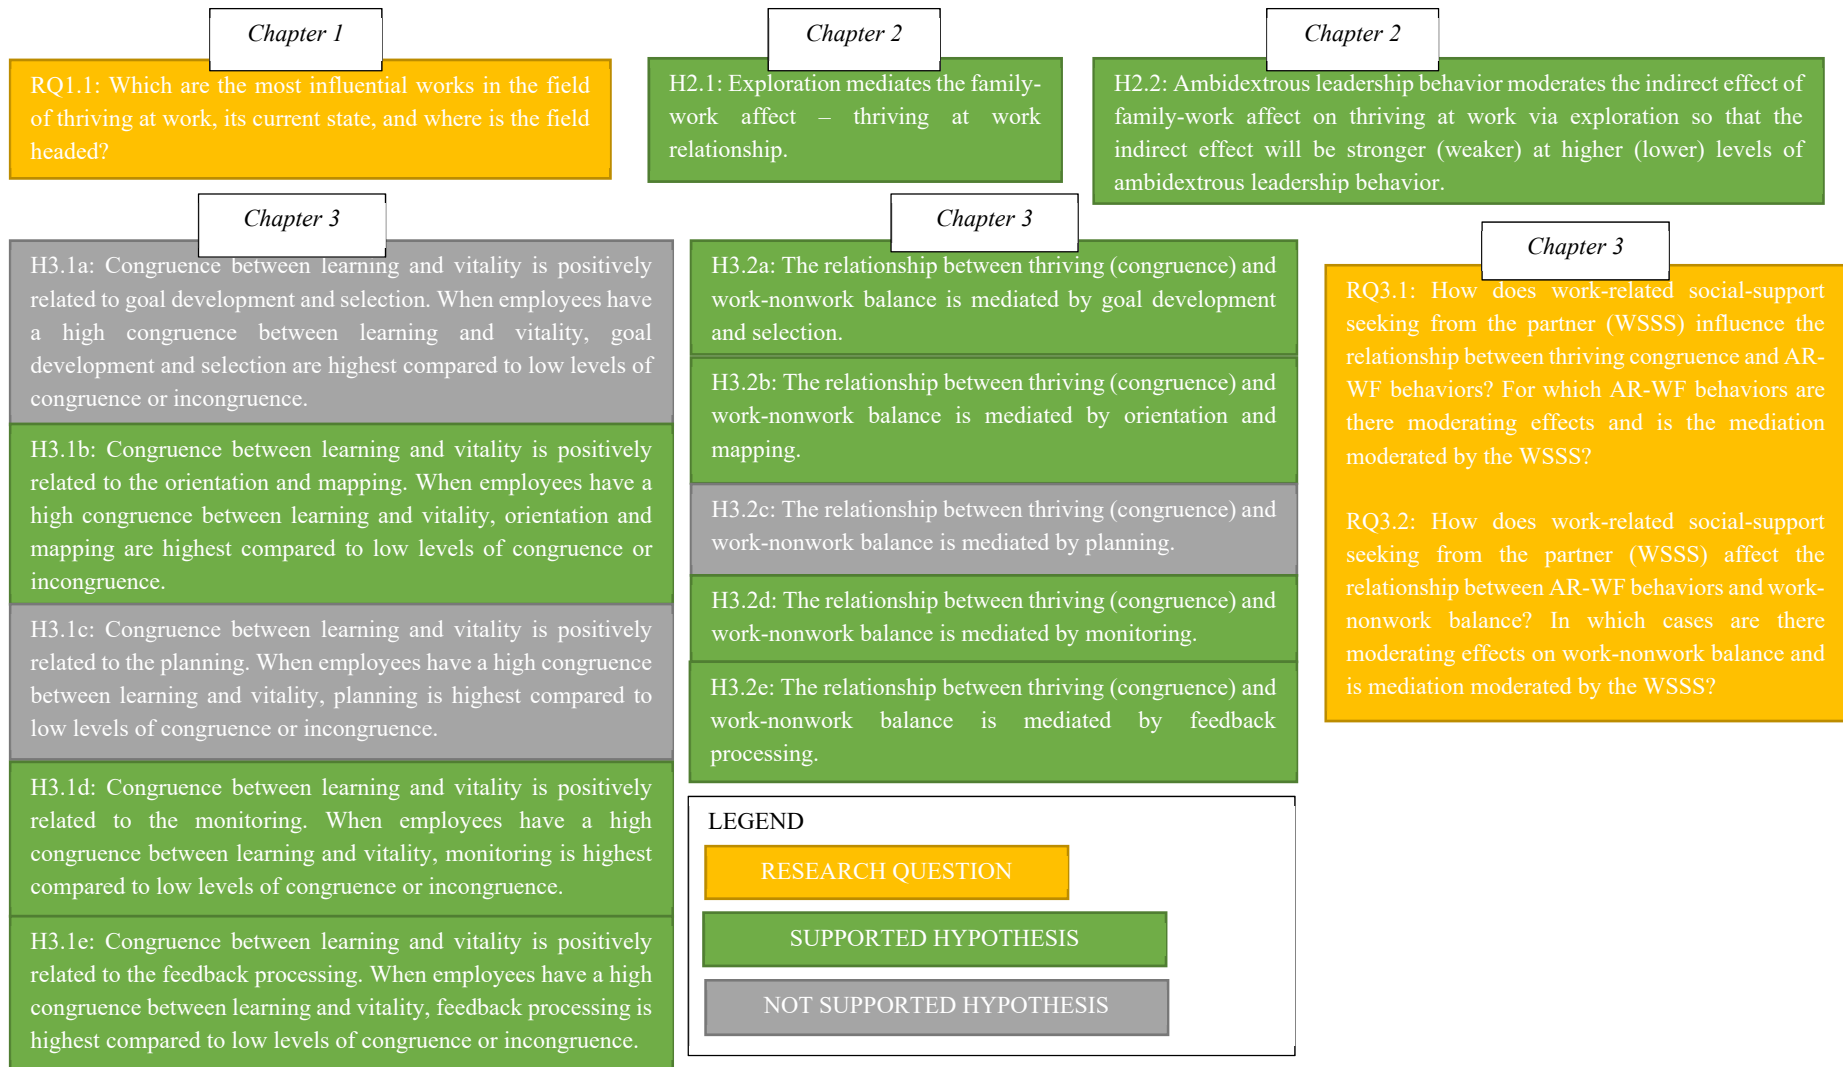 Chapter 1
RQ1.1: Which are the most influential works in the field
of thriving at work, its current state, and where is the field
headed?
Chapter 2
H2.1: Exploration mediates the family-
work affect – thriving at work
relationship.
Chapter 2
H2.2: Ambidextrous leadership behavior moderates the indirect effect of
family-work affect on thriving at work via exploration so that the
indirect effect will be stronger (weaker) at higher (lower) levels of
ambidextrous leadership behavior.
Chapter 3
H3.1a: Congruence between learning and vitality is positively
related to goal development and selection. When employees have
a high congruence between learning and vitality, goal
development and selection are highest compared to low levels of
congruence or incongruence.
H3.1b: Congruence between learning and vitality is positively
related to the orientation and mapping. When employees have a
high congruence between learning and vitality, orientation and
mapping are highest compared to low levels of congruence or
incongruence.
H3.1c: Congruence between learning and vitality is positively
related to the planning. When employees have a high congruence
between learning and vitality, planning is highest compared to
low levels of congruence or incongruence.
H3.1d: Congruence between learning and vitality is positively
related to the monitoring. When employees have a high
congruence between learning and vitality, monitoring is highest
compared to low levels of congruence or incongruence.
H3.1e: Congruence between learning and vitality is positively
related to the feedback processing. When employees have a high
congruence between learning and vitality, feedback processing is
highest compared to low levels of congruence or incongruence.
Chapter 3
H3.2a: The relationship between thriving (congruence) and
work-nonwork balance is mediated by goal development
and selection.
H3.2b: The relationship between thriving (congruence) and
work-nonwork balance is mediated by orientation and
mapping.
H3.2c: The relationship between thriving (congruence) and
work-nonwork balance is mediated by planning.
H3.2d: The relationship between thriving (congruence) and
work-nonwork balance is mediated by monitoring.
H3.2e: The relationship between thriving (congruence) and
work-nonwork balance is mediated by feedback
processing.
Chapter 3
RQ3.1: How does work-related social-support
seeking from the partner (WSSS) influence the
relationship between thriving congruence and AR-
WF behaviors? For which AR-WF behaviors are
there moderating effects and is the mediation
moderated by the WSSS?
RQ3.2: How does work-related social-support
seeking from the partner (WSSS) affect the
relationship between AR-WF behaviors and work-
nonwork balance? In which cases are there
moderating effects on work-nonwork balance and
is mediation moderated by the WSSS?
LEGEND
RESEARCH QUESTION
SUPPORTED HYPOTHESIS
NOT SUPPORTED HYPOTHESIS